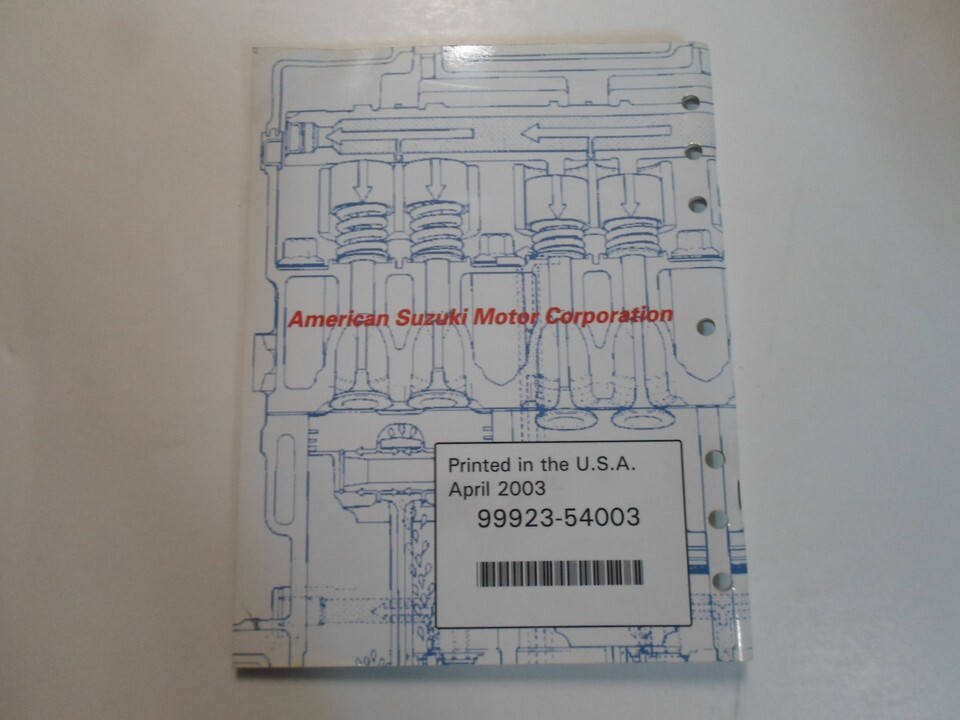 American Suzuki Motor Corporation
Printed in the U.S.A.
April 2003
99923-54003